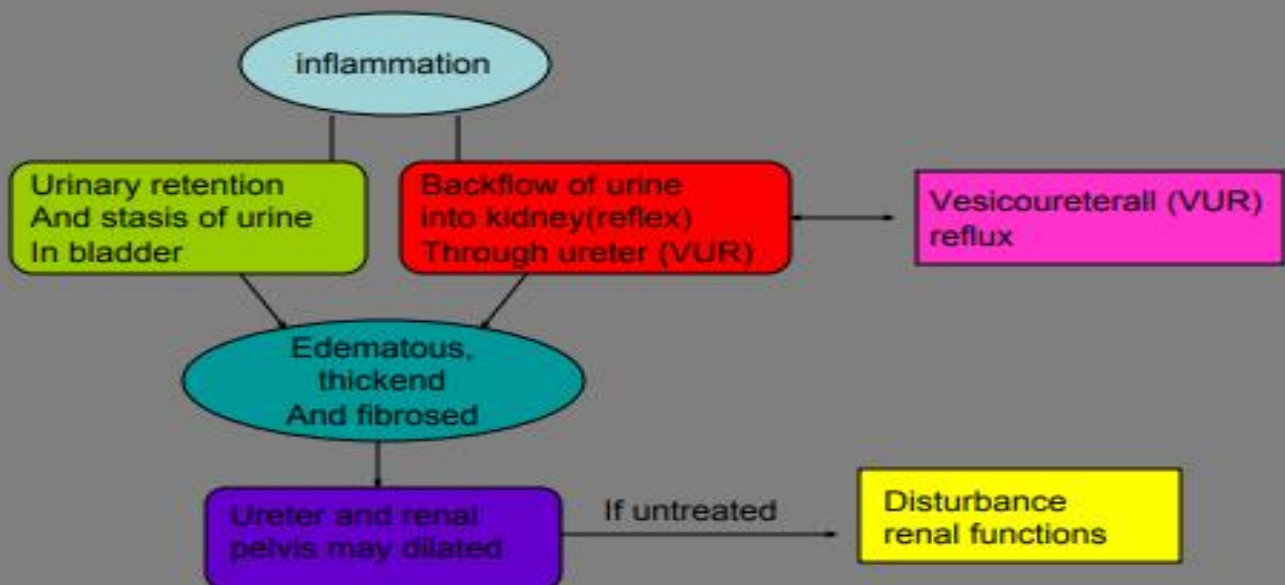 inflammation
Urinary retention
And stasis of urine
In bladder
Backflow of urine
into kidney(reflex)
Through ureter (VUR)
Vesicoureterall (VUR)
reflux
Edematous,
thickend
And fibrosed
Ureter and renal
pelvis may dilated
If untreated
Disturbance
renal functions